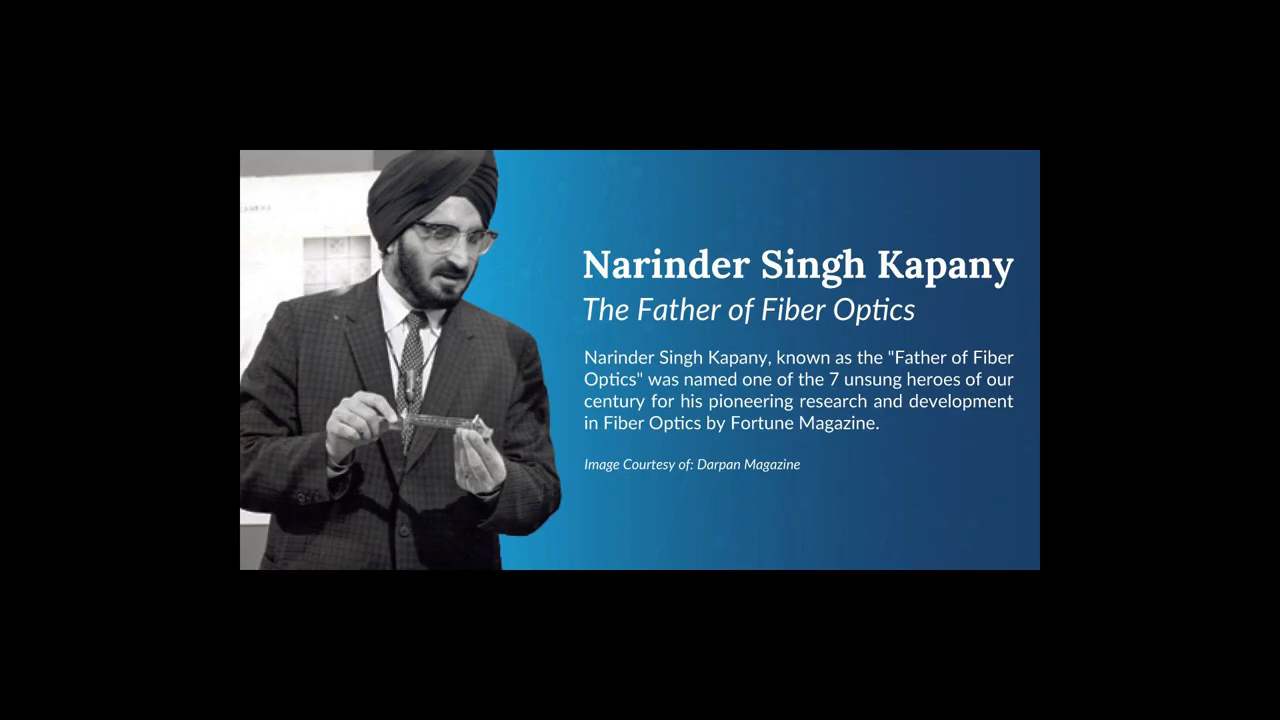 Narinder Singh Kapany
The Father of Fiber Optics
Narinder Singh Kapany, known as the "Father of Fiber
Optics" was named one of the 7 unsung heroes of our
century for his pioneering research and development
in Fiber Optics by Fortune Magazine.
Image Courtesy of: Darpan Magazine